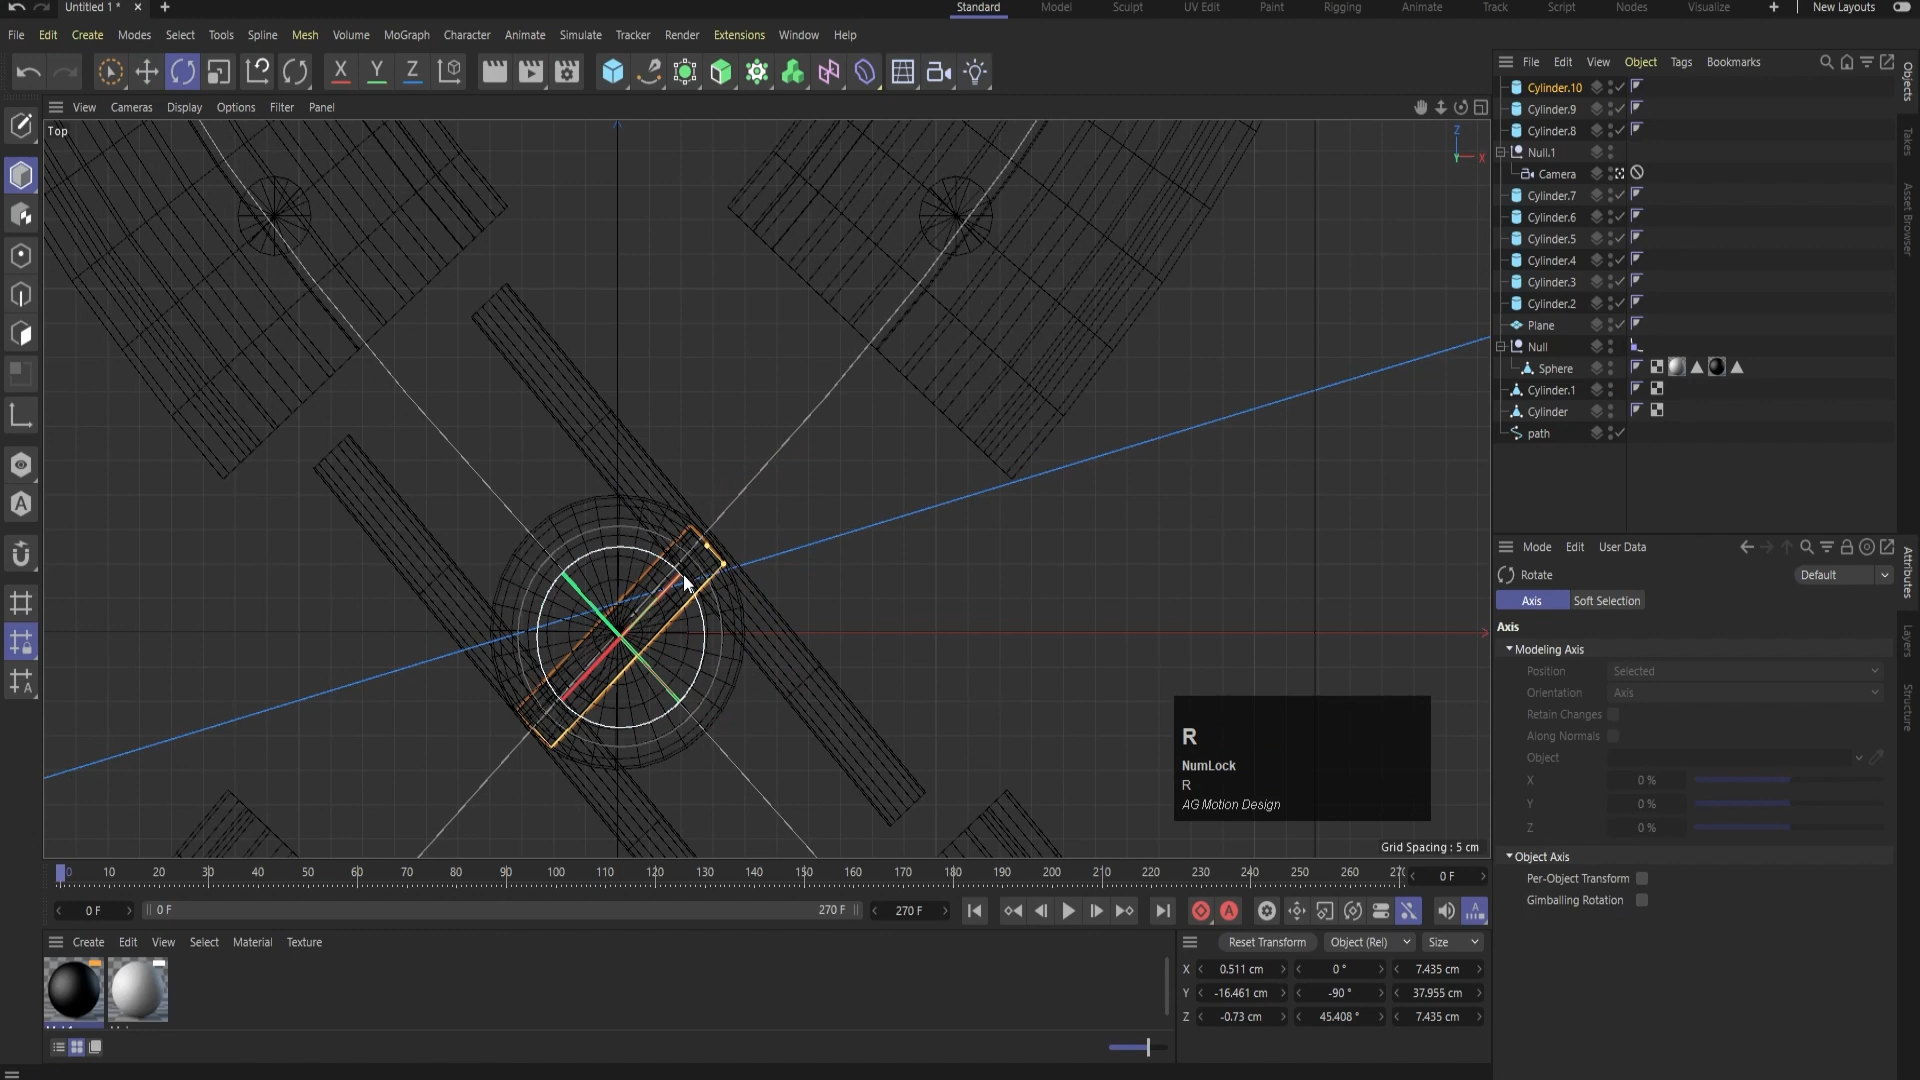 Untitled 1 *
Standard Model Sculpt UV Edit Paint Rigging Animate Track Script Nodes Visualize New Layouts
File Edit Create Modes Select Tools Spline Mesh Volume MoGraph Character Animate Simulate Tracker Render Extensions Window Help
X Y Z
File Edit View Object Tags Bookmarks
View Cameras Display Options Filter Panel
Top
Z
Y X
Cylinder.10
Cylinder.9
Cylinder.8
Null.1
Camera
Cylinder.7
Cylinder.6
Cylinder.5
Cylinder.4
Cylinder.3
Cylinder.2
Plane
Null
Sphere
Cylinder.1
Cylinder
path
Objects
Takes
Asset Browser
Mode Edit User Data
Rotate
Default
Axis Soft Selection
Axis
Modeling Axis
Position Selected
Orientation Axis
Retain Changes
Along Normals
Object
X 0 %
Y 0 %
Z 0 %
Object Axis
Per-Object Transform
Gimballing Rotation
Attributes
Layers
Structure
R
NumLock
R
AG Motion Design
Grid Spacing : 5 cm
0 10 20 30 40 50 60 70 80 90 100 110 120 130 140 150 160 170 180 190 200 210 220 230 240 250 260 270
0 F
0 F 0 F 270 F 270 F
Create Edit View Select Material Texture
Reset Transform Object (Rel) Size
X 0.511 cm 0 ° 7.435 cm
Y -16.461 cm -90 ° 37.955 cm
Z -0.73 cm 45.408 ° 7.435 cm